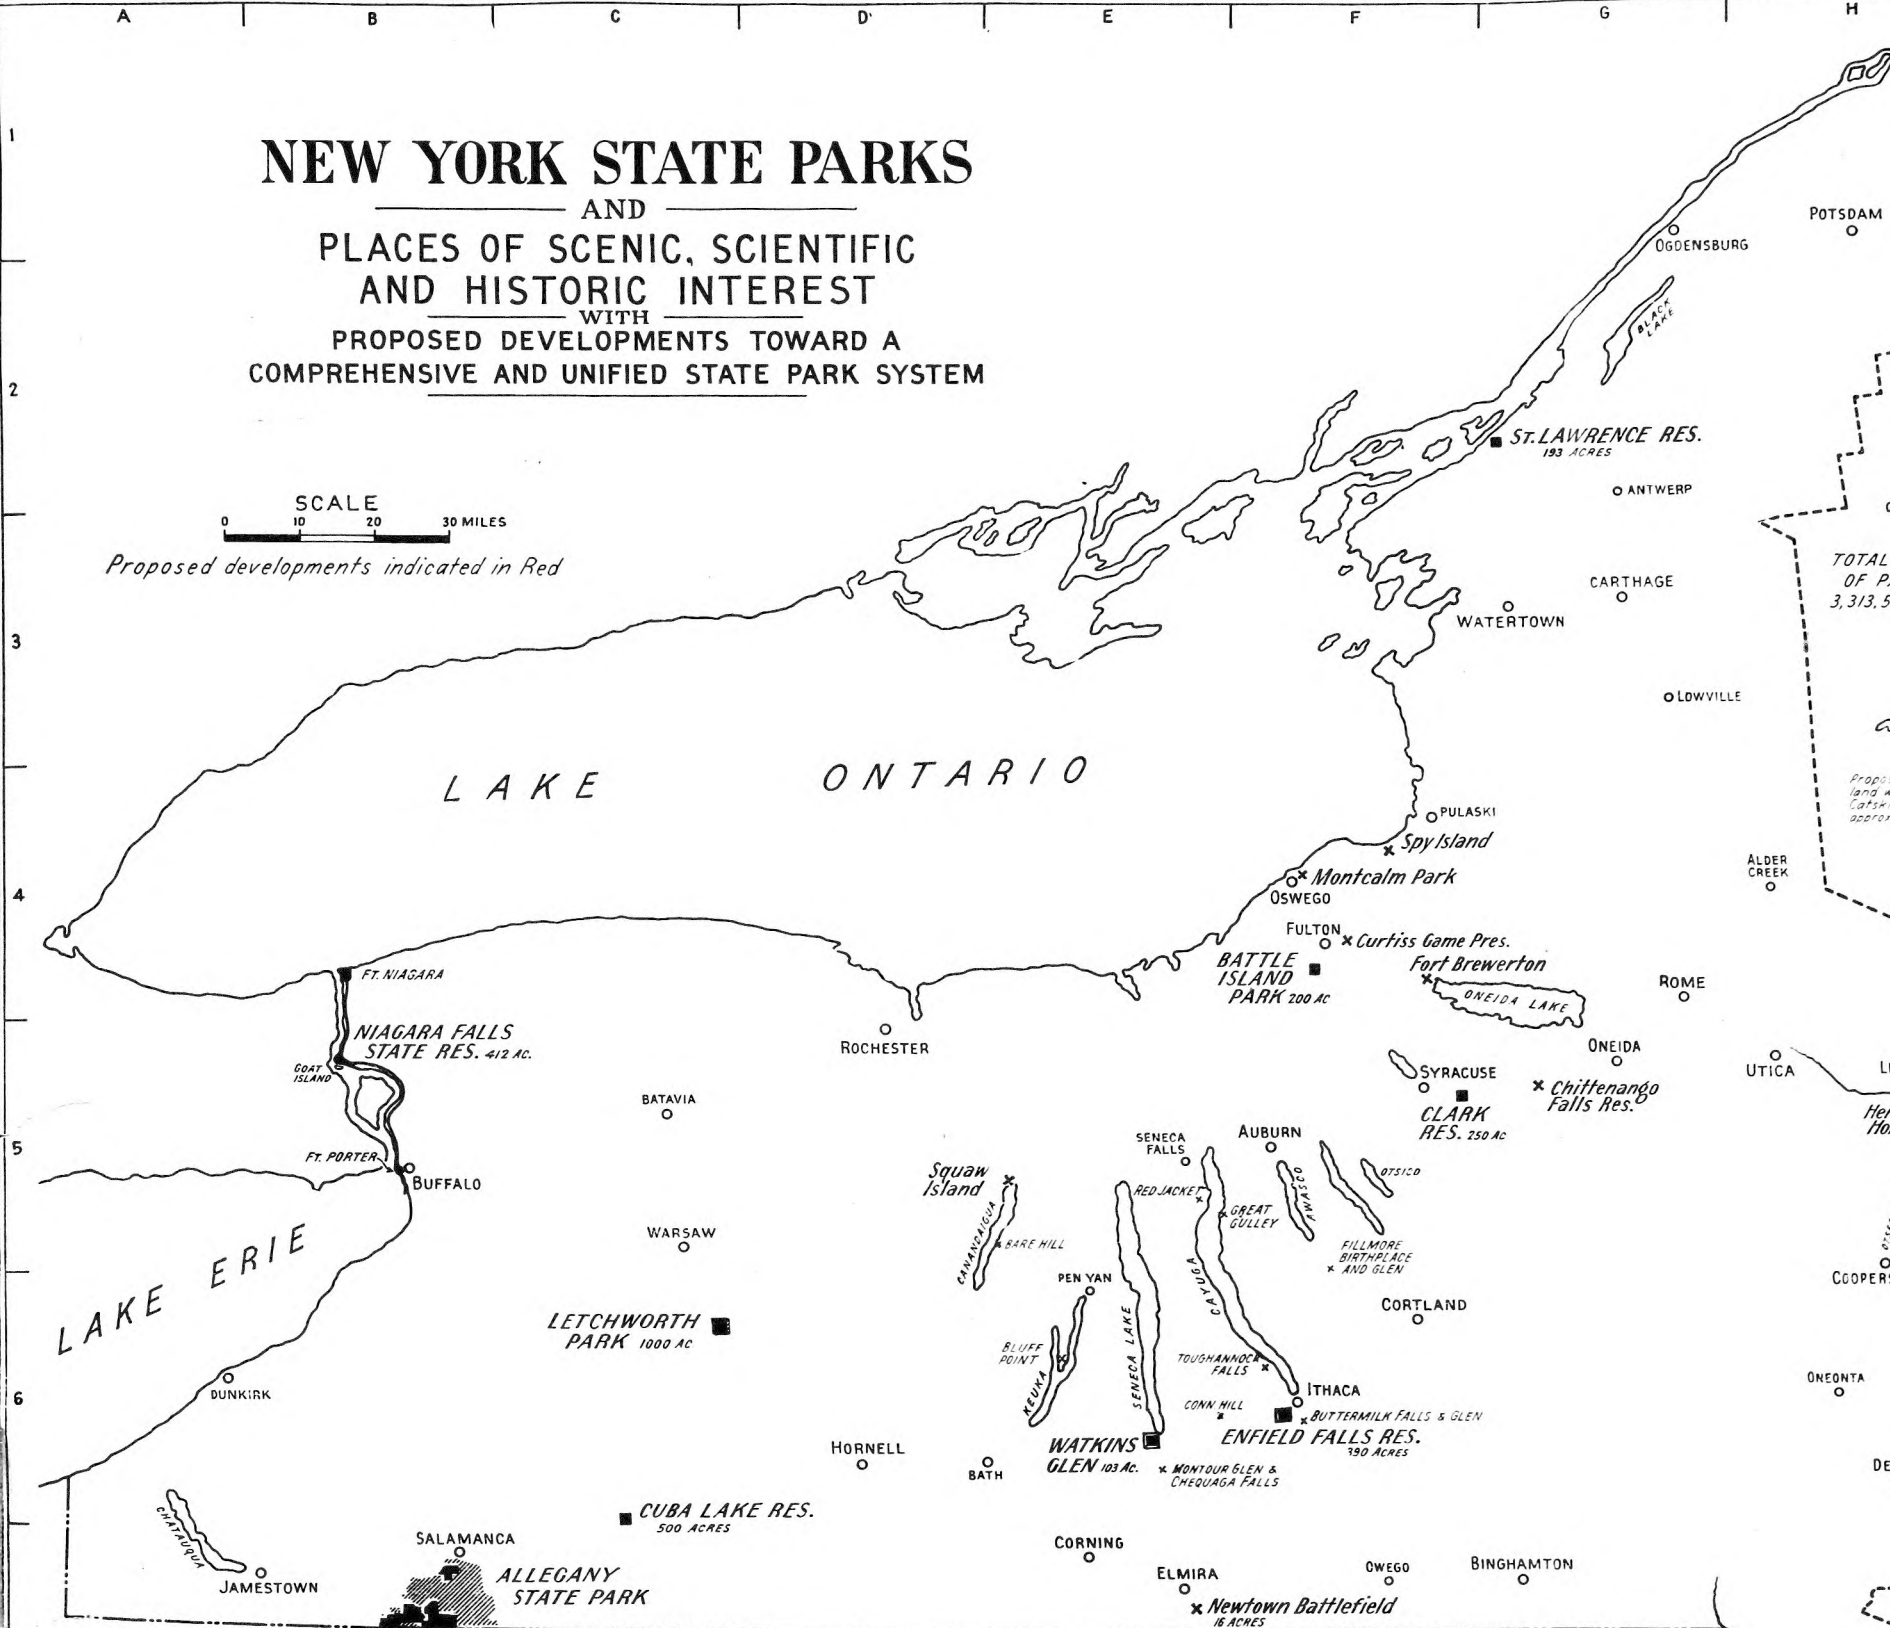 A B C D E F G H
1
2
3
4
5
6
NEW YORK STATE PARKS
AND
PLACES OF SCENIC, SCIENTIFIC
AND HISTORIC INTEREST
WITH
PROPOSED DEVELOPMENTS TOWARD A
COMPREHENSIVE AND UNIFIED STATE PARK SYSTEM
SCALE
0 10 20 30 MILES
Proposed developments indicated in Red
POTSDAM
OGDENSBURG
BLACK
LAKE
ST. LAWRENCE RES.
193 ACRES
ANTWERP
CARTHAGE
WATERTOWN
LOWVILLE
TOTAL
OF
3,313,5
LAKE ONTARIO
PULASKI
Spy Island
Montcalm Park
OSWEGO
FULTON
Curtiss Game Pres.
BATTLE
ISLAND
PARK 200 AC
Fort Brewerton
ONEIDA LAKE
ALDER
CREEK
land
ROME
ONEIDA
UTICA
SYRACUSE
CLARK
RES. 250 AC
Chittenango
Falls Res.
FT. NIAGARA
NIAGARA FALLS
STATE RES. 412 AC.
GOAT
ISLAND
FT. PORTER
BUFFALO
ROCHESTER
BATAVIA
WARSAW
LAKE ERIE
LETCHWORTH
PARK 1000 AC
DUNKIRK
SENECA
FALLS
AUBURN
Squaw
Island
CANANDAIGUA
BARE HILL
RED JACKET
GREAT
GULLEY
AWASCO
OTSICO
FILLMORE
BIRTHPLACE
AND GLEN
PEN YAN
CAYUGA
SENECA LAKE
CORTLAND
BLUFF
POINT
KEUKA
TOUGHANNOCK
FALLS
ITHACA
CONN HILL
BUTTERMILK FALLS & GLEN
ENFIELD FALLS RES.
390 ACRES
WATKINS
GLEN 103 AC.
MONTOUR GLEN &
CHEQUAGA FALLS
COOPERS
ONEONTA
DE
HORNELL
BATH
CUBA LAKE RES.
500 ACRES
CHATAUQUA
JAMESTOWN
SALAMANCA
ALLEGANY
STATE PARK
CORNING
ELMIRA
Newtown Battlefield
16 ACRES
OWEGO
BINGHAMTON